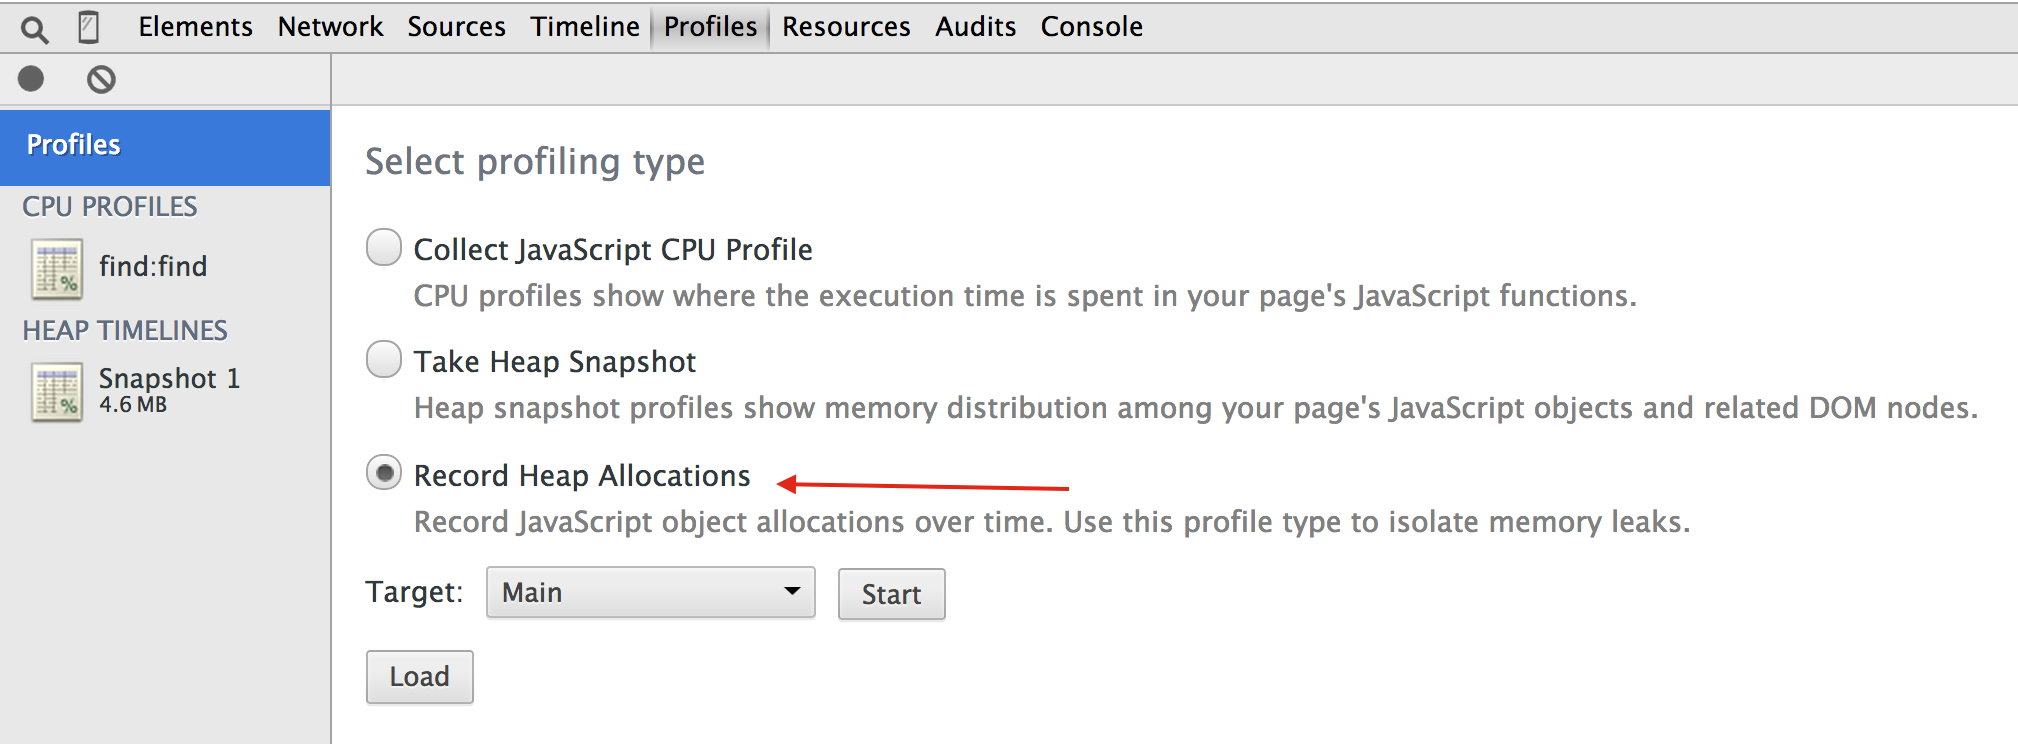 Elements Network Sources Timeline Profiles Resources Audits Console
Profiles
CPU PROFILES
find:find
HEAP TIMELINES
Snapshot 1
4.6 MB
Select profiling type
Collect JavaScript CPU Profile
CPU profiles show where the execution time is spent in your page's JavaScript functions.
Take Heap Snapshot
Heap snapshot profiles show memory distribution among your page's JavaScript objects and related DOM nodes.
Record Heap Allocations
Record JavaScript object allocations over time. Use this profile type to isolate memory leaks.
Target: Main Start
Load